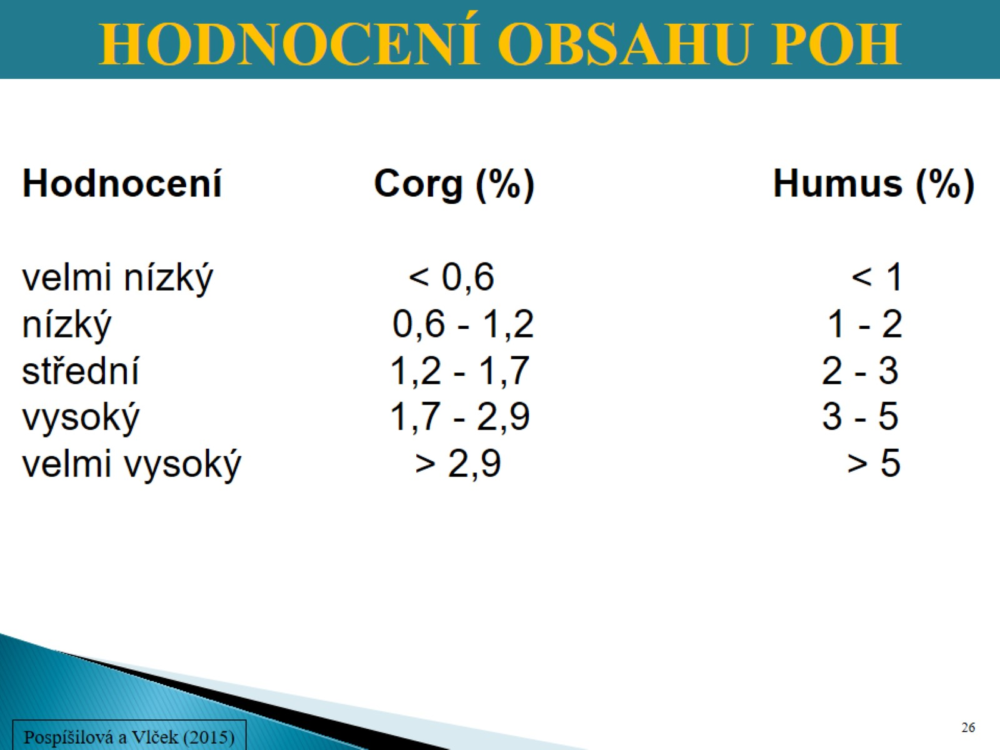 HODNOCENÍ OBSAHU POH
Hodnocení Corg (%) Humus (%)
velmi nízký < 0,6 < 1
nízký 0,6 - 1,2 1 - 2
střední 1,2 - 1,7 2 - 3
vysoký 1,7 - 2,9 3 - 5
velmi vysoký > 2,9 > 5
Pospíšilová a Vlček (2015)
26